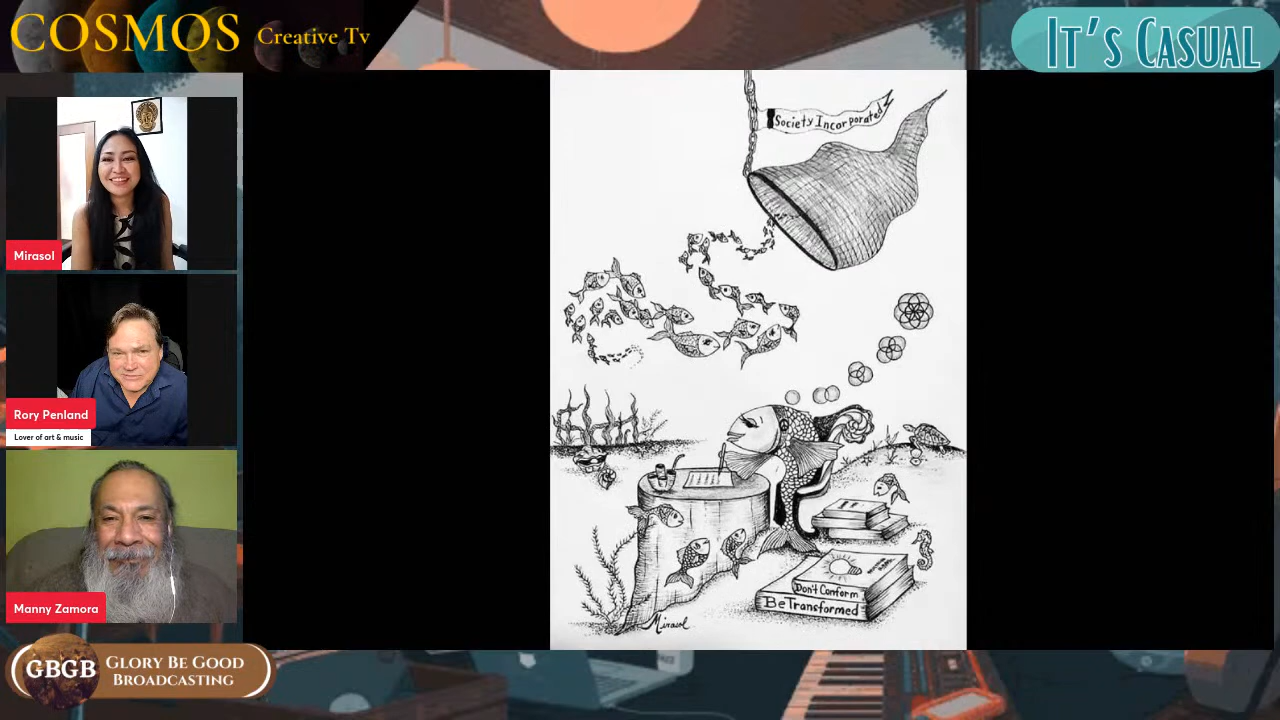 COSMOS Creative Tv
It's Casual
Mirasol
Rory Penland
Lover of art & music
Manny Zamora
GBGB
Glory Be Good
Broadcasting
Society Incorporated
Don't Conform
Be Transformed
Mirasol